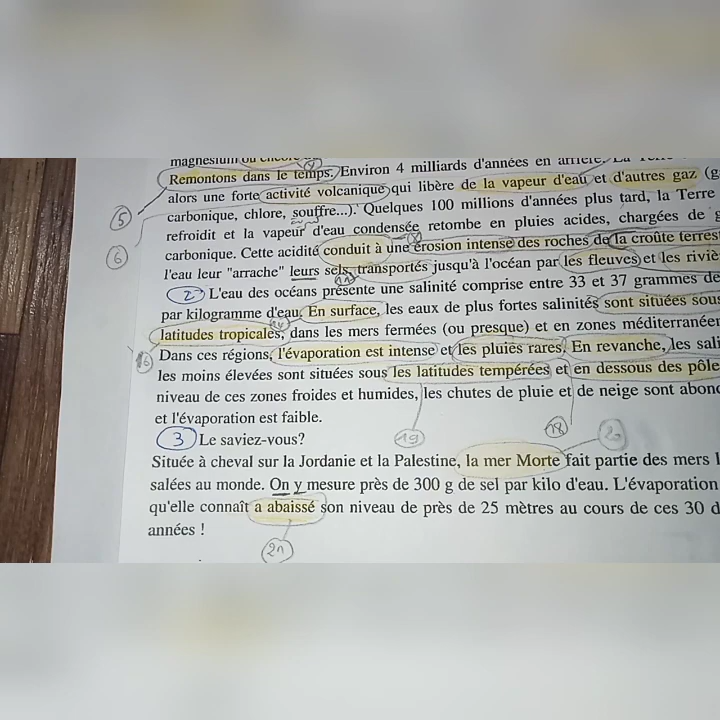 magnésium ou encore
Remontons dans le temps. Environ 4 milliards d'années en arrière. La
alors une forte activité volcanique qui libère de la vapeur d'eau et d'autres gaz (g
carbonique, chlore, souffre...). Quelques 100 millions d'années plus tard, la Terre
5
refroidit et la vapeur d'eau condensée retombe en pluies acides, chargées de g
6
carbonique. Cette acidité conduit à une érosion intense des roches de la croûte terres
l'eau leur "arrache" leurs sels, transportés jusqu'à l'océan par les fleuves et les riviè
2 L'eau des océans présente une salinité comprise entre 33 et 37 grammes de
par kilogramme d'eau. En surface, les eaux de plus fortes salinités sont situées sous
latitudes tropicales, dans les mers fermées (ou presque) et en zones méditerranéen
16 Dans ces régions, l'évaporation est intense et les pluies rares. En revanche, les sali
les moins élevées sont situées sous les latitudes tempérées et en dessous des pôle
niveau de ces zones froides et humides, les chutes de pluie et de neige sont abond
et l'évaporation est faible.
19 18 20
3 Le saviez-vous?
Située à cheval sur la Jordanie et la Palestine, la mer Morte fait partie des mers l
salées au monde. On y mesure près de 300 g de sel par kilo d'eau. L'évaporation
qu'elle connaît a abaissé son niveau de près de 25 mètres au cours de ces 30 d
années !
21